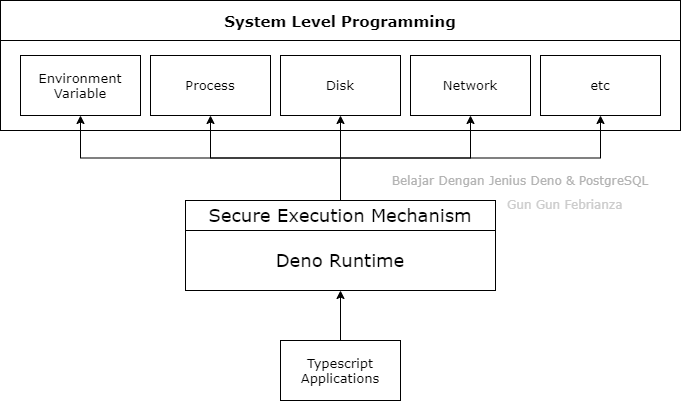 System Level Programming
Environment
Variable
Process
Disk
Network
etc
Belajar Dengan Jenius Deno & PostgreSQL
Gun Gun Febrianza
Secure Execution Mechanism
Deno Runtime
Typescript
Applications